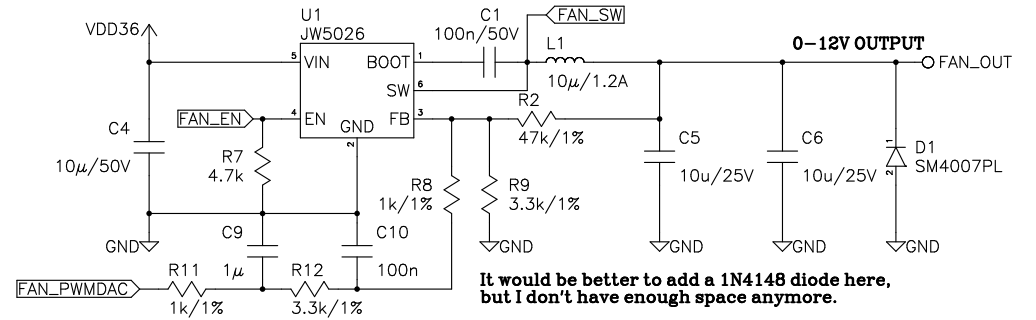 U1
JW5026
C1
100n/50V
FAN_SW
VDD36
5
VIN
BOOT
1
L1
10μ/1.2A
0-12V OUTPUT
FAN_OUT
SW
6
FAN_EN
4
EN
GND
2
FB
3
R2
47k/1%
C4
10μ/50V
R7
4.7k
R8
1k/1%
R9
3.3k/1%
C5
10u/25V
C6
10u/25V
1
2
D1
SM4007PL
GND
C9
1μ
C10
100n
GND
GND
GND
GND
FAN_PWMDAC
R11
1k/1%
R12
3.3k/1%
It would be better to add a 1N4148 diode here,
but I don't have enough space anymore.